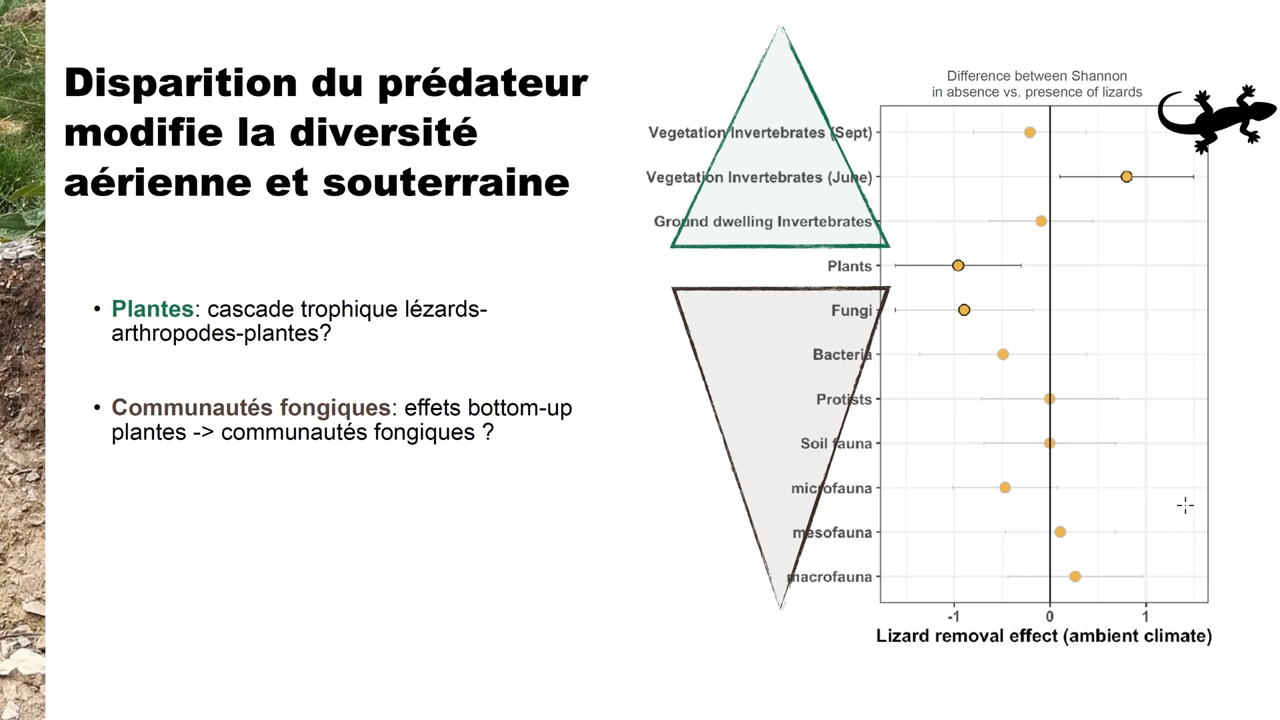 Disparition du prédateur
modifie la diversité
aérienne et souterraine
• Plantes: cascade trophique lézards-
arthropodes-plantes?
• Communautés fongiques: effets bottom-up
plantes -> communautés fongiques ?
Difference between Shannon
in absence vs. presence of lizards
Vegetation Invertebrates (Sept)
Vegetation Invertebrates (June)
Ground dwelling Invertebrates
Plants
Fungi
Bacteria
Protists
Soil fauna
microfauna
mesofauna
macrofauna
-1 0 1
Lizard removal effect (ambient climate)